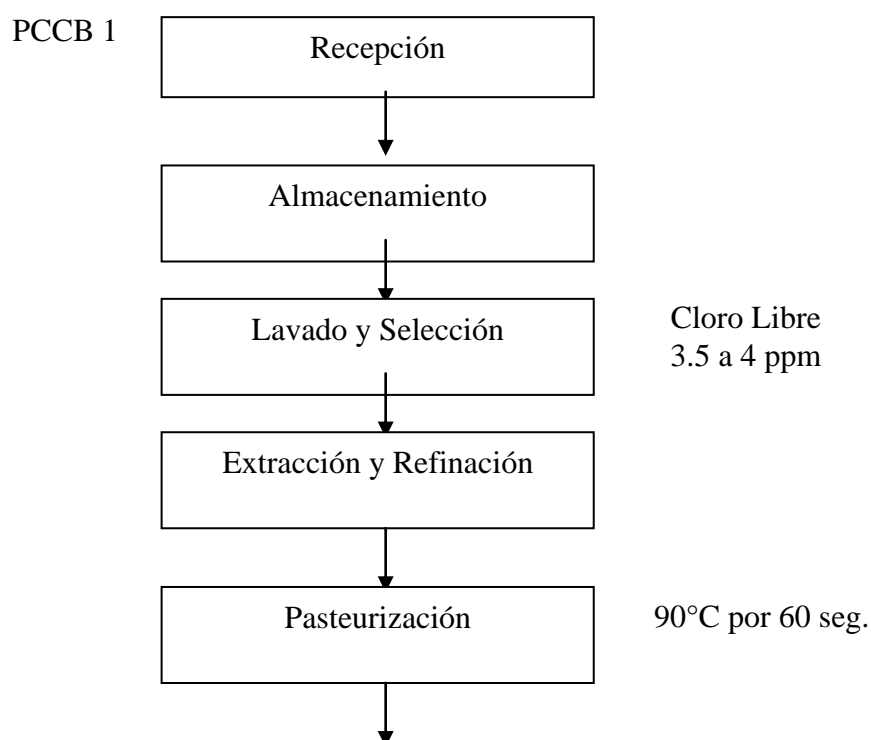 PCCB 1
Recepción
Almacenamiento
Lavado y Selección
Cloro Libre
3.5 a 4 ppm
Extracción y Refinación
Pasteurización
90°C por 60 seg.